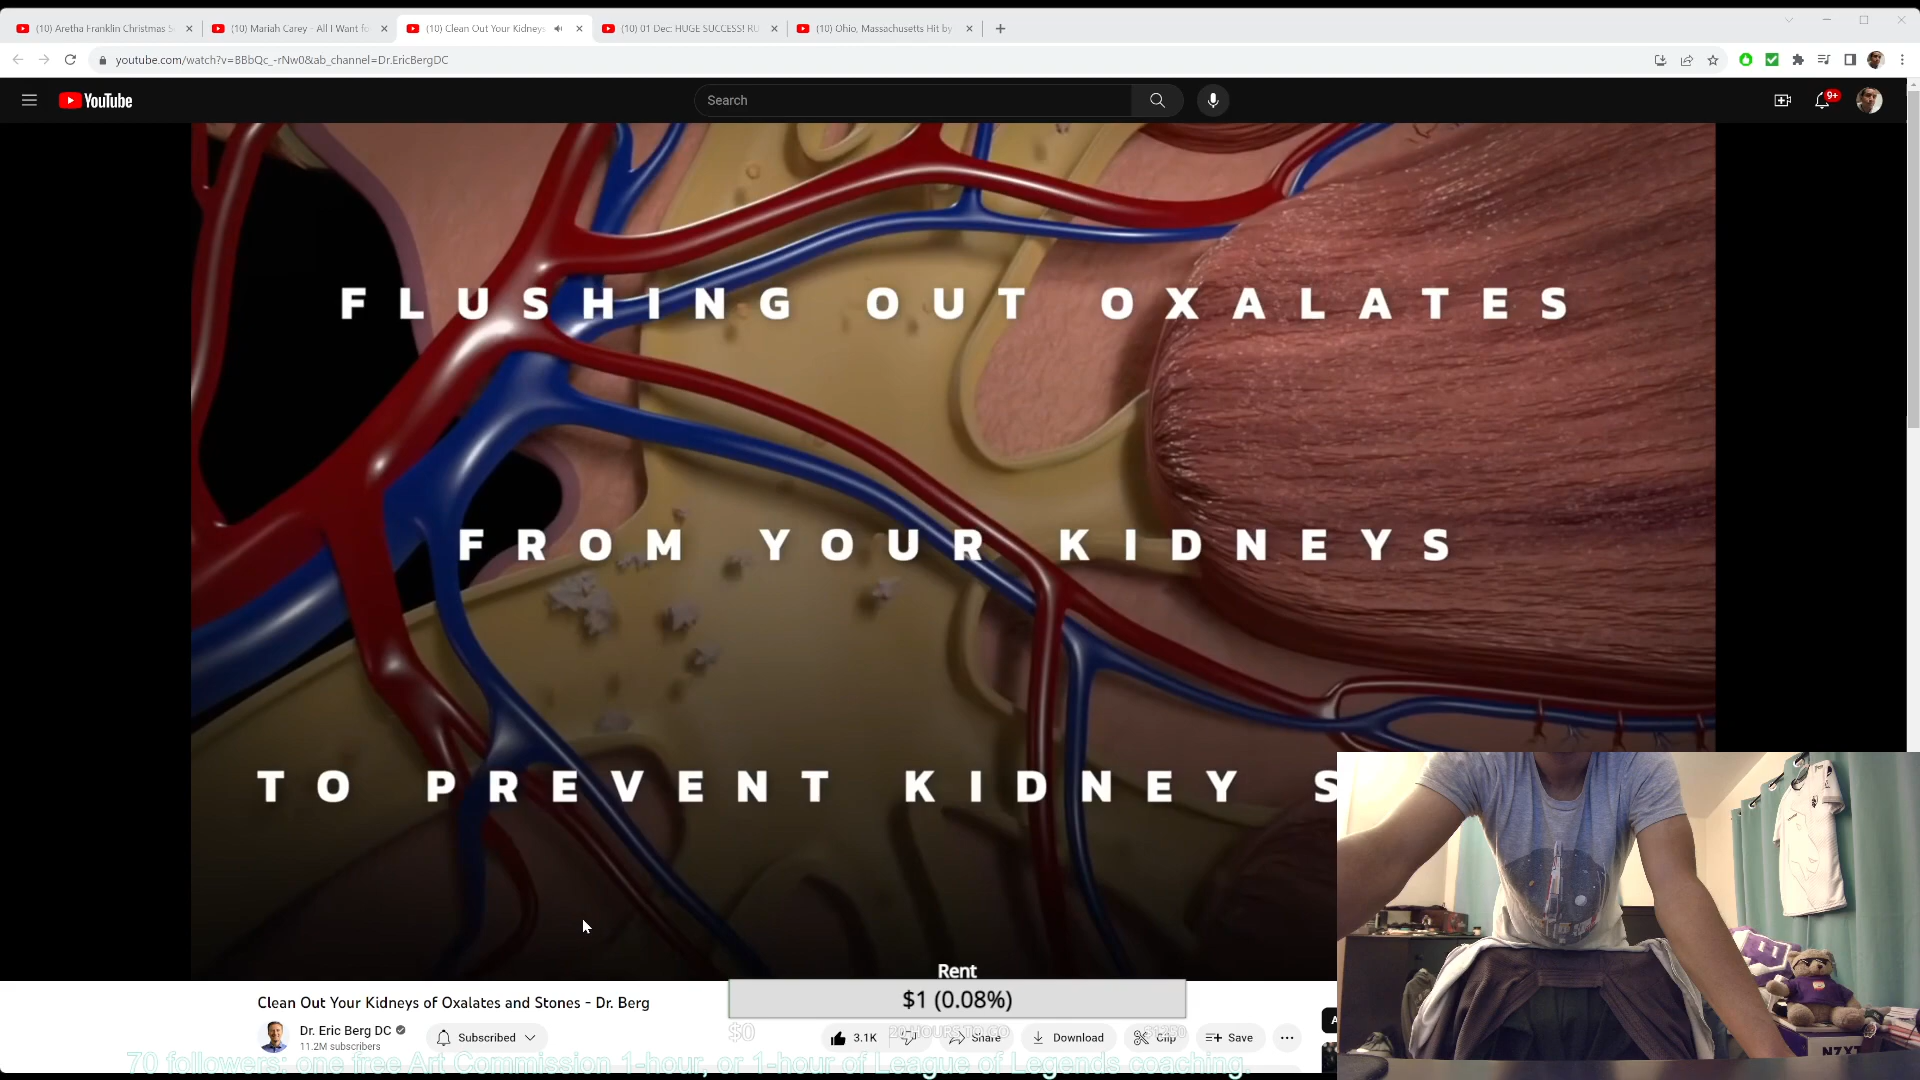 (10) Aretha Franklin Christmas S
(10) Mariah Carey - All I Want fo
(10) Clean Out Your Kidneys
(10) 01 Dec: HUGE SUCCESS! RU
(10) Ohio, Massachusetts Hit by
youtube.com/watch?v=BBbQc_-rNw0&ab_channel=Dr.EricBergDC
YouTube
Search
9+
FLUSHING OUT OXALATES
FROM YOUR KIDNEYS
TO PREVENT KIDNEY S
Rent
$1 (0.08%)
Clean Out Your Kidneys of Oxalates and Stones - Dr. Berg
$0
Dr. Eric Berg DC
11.2M subscribers
Subscribed
3.1K
Share
Download
Clip
Save
70 followers: one free Art Commission 1-hour, or 1-hour of League of Legends coaching.
NZXT